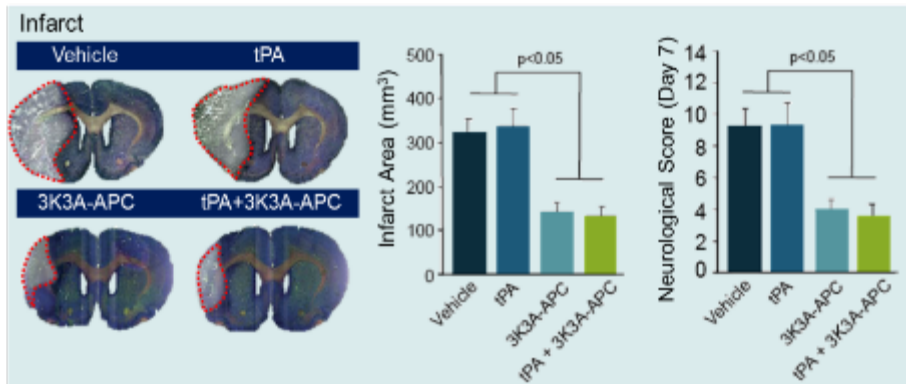 Infarct
Vehicle
tPA
3K3A-APC
tPA+3K3A-APC
Infarct Area (mm³)
500
400
300
200
100
0
p<0.05
Vehicle
tPA
3K3A-APC
tPA + 3K3A-APC
Neurological Score (Day 7)
14
12
10
8
6
4
2
0
p<0.05
Vehicle
tPA
3K3A-APC
tPA + 3K3A-APC